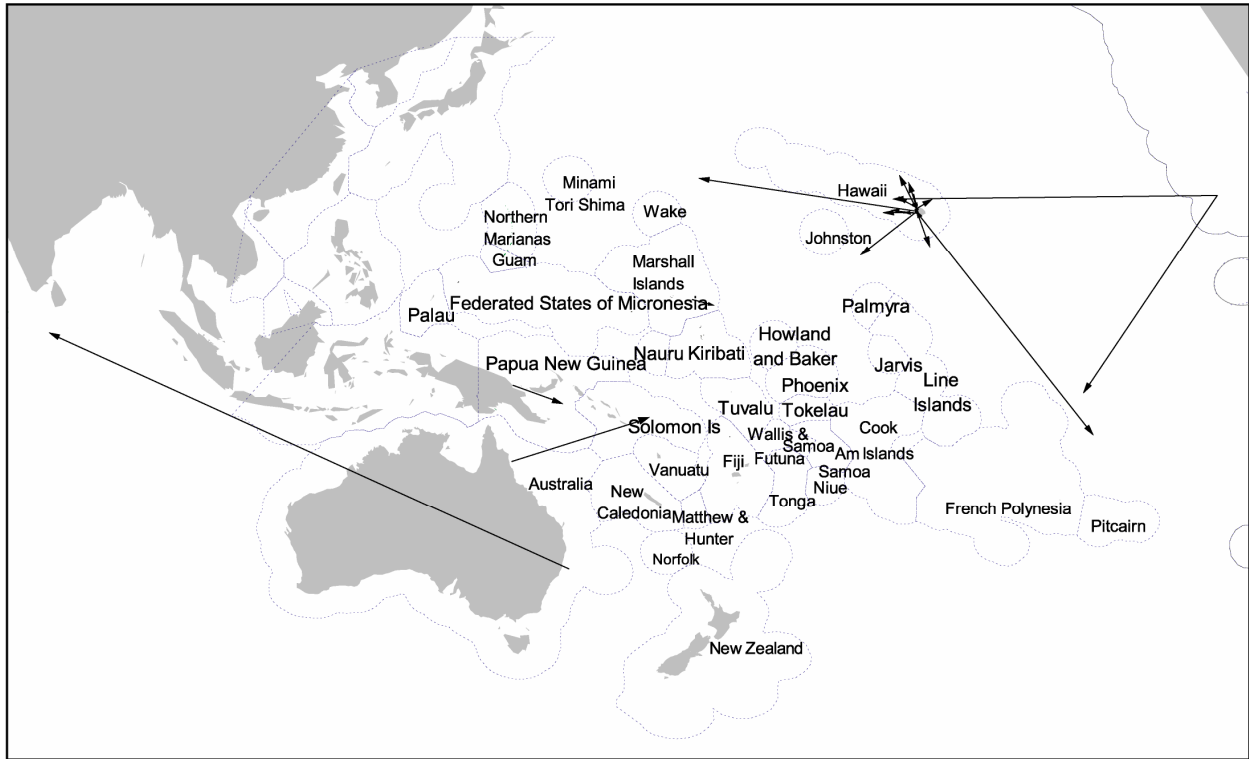 Minami
Tori Shima
Hawaii
Northern
Marianas
Guam
Wake
Johnston
Marshall
Islands
Federated States of Micronesia
Palau
Palmyra
Howland
and Baker
Papua New Guinea
Nauru Kiribati
Jarvis
Phoenix
Line
Islands
Tuvalu
Tokelau
Solomon Is
Wallis &
Futuna
Samoa
Cook
Islands
Am
Samoa
Vanuatu
Fiji
Australia
New
Caledonia
Niue
Tonga
French Polynesia
Matthew &
Hunter
Pitcairn
Norfolk
New Zealand